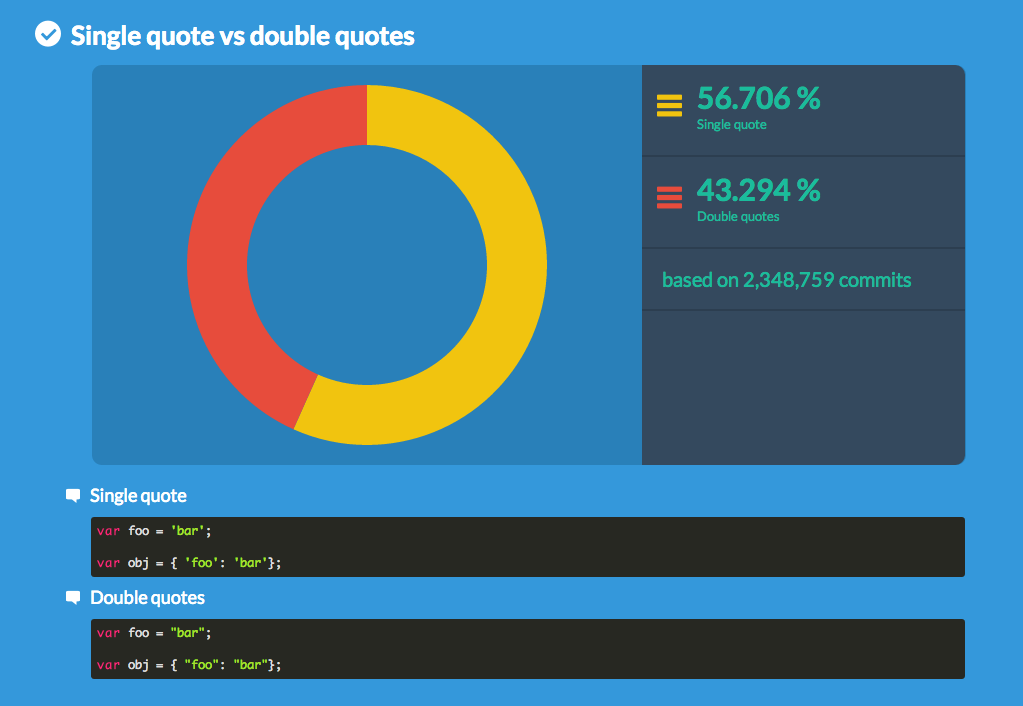 Single quote vs double quotes
56.706 %
Single quote
43.294 %
Double quotes
based on 2,348,759 commits
Single quote
var foo = 'bar';
var obj = { 'foo': 'bar'};
Double quotes
var foo = "bar";
var obj = { "foo": "bar"};